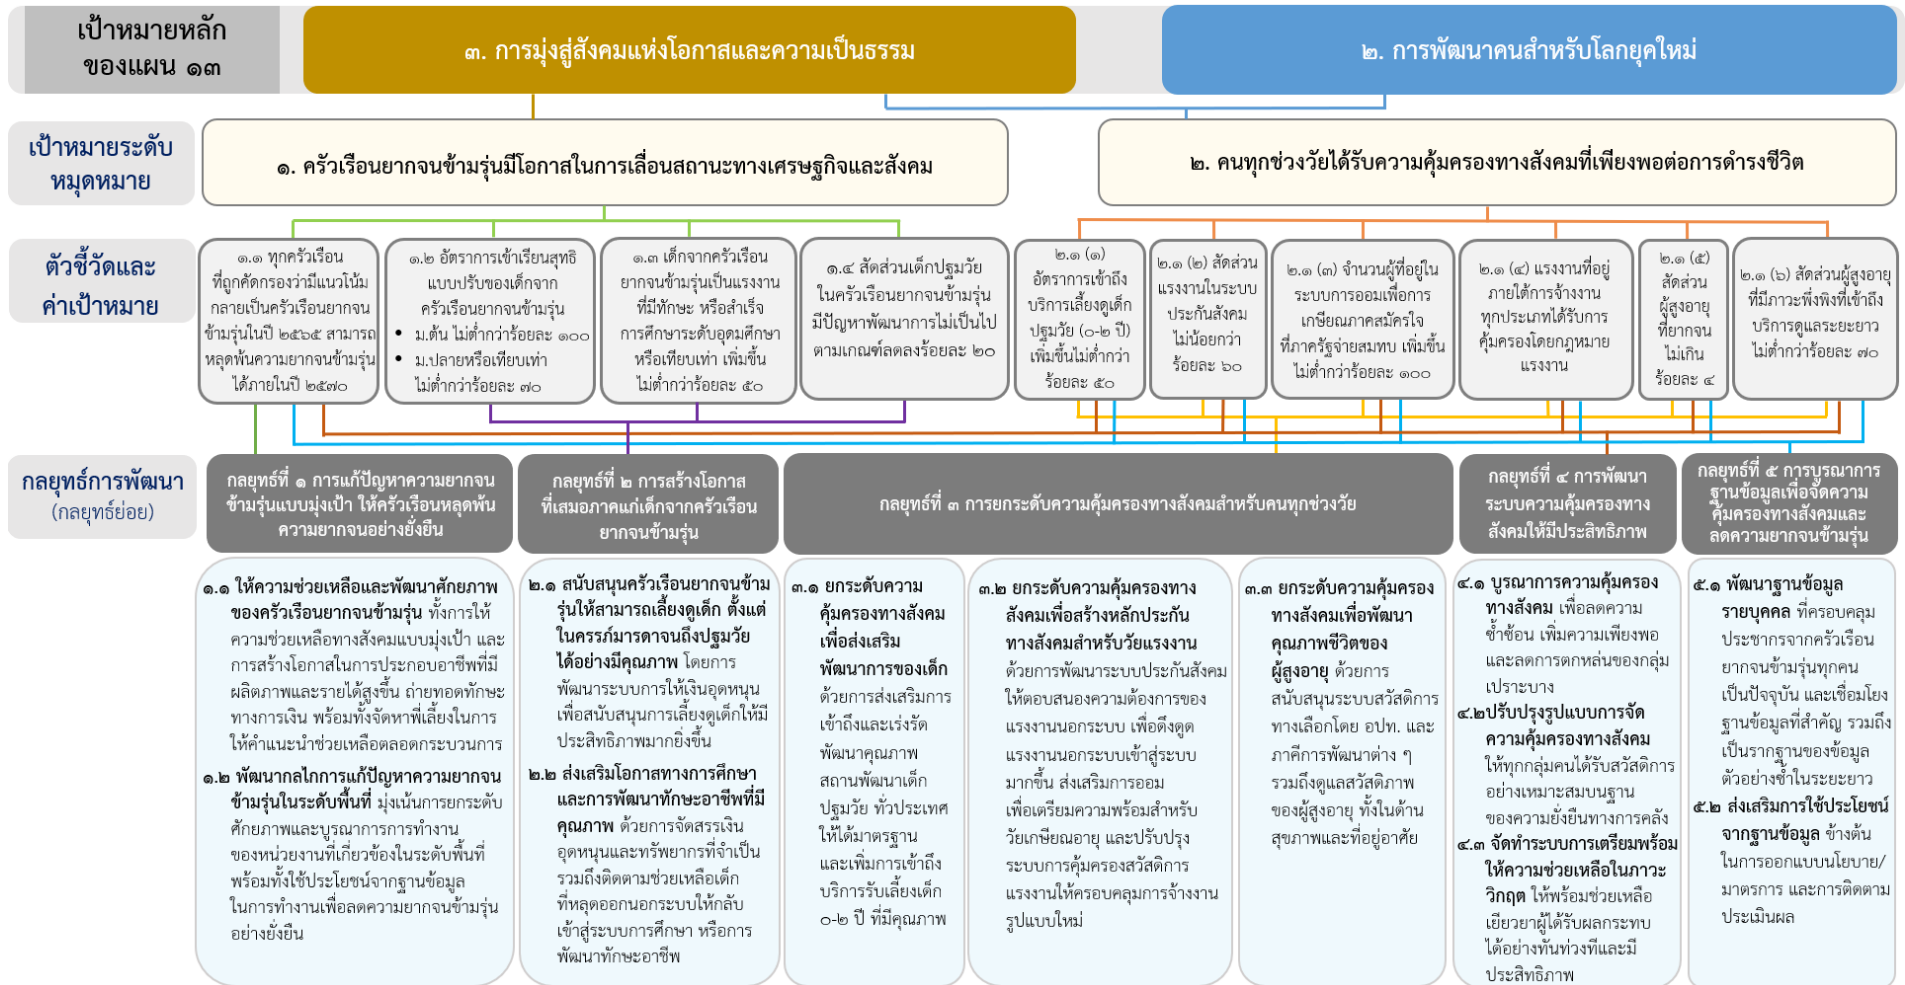 เป้าหมายหลัก
ของแผน ๑๓
๓. การมุ่งสู่สังคมแห่งโอกาสและความเป็นธรรม
๒. การพัฒนาคนสำหรับโลกยุคใหม่
เป้าหมายระดับ
หมุดหมาย
๑. ครัวเรือนยากจนข้ามรุ่นมีโอกาสในการเลื่อนสถานะทางเศรษฐกิจและสังคม
๒. คนทุกช่วงวัยได้รับความคุ้มครองทางสังคมที่เพียงพอต่อการดำรงชีวิต
ตัวชี้วัดและ
ค่าเป้าหมาย
๑.๑ ทุกครัวเรือน
ที่ถูกคัดกรองว่ามีแนวโน้ม
กลายเป็นครัวเรือนยากจน
ข้ามรุ่นในปี ๒๕๖๕ สามารถ
หลุดพ้นความยากจนข้ามรุ่น
ได้ภายในปี ๒๕๗๐
๑.๒ อัตราการเข้าเรียนสุทธิ
แบบปรับของเด็กจาก
ครัวเรือนยากจนข้ามรุ่น
• ม.ต้น ไม่ต่ำกว่าร้อยละ ๑๐๐
• ม.ปลายหรือเทียบเท่า
ไม่ต่ำกว่าร้อยละ ๗๐
๑.๓ เด็กจากครัวเรือน
ยากจนข้ามรุ่นเป็นแรงงาน
ที่มีทักษะ หรือสำเร็จ
การศึกษาระดับอุดมศึกษา
หรือเทียบเท่า เพิ่มขึ้น
ไม่ต่ำกว่าร้อยละ ๕๐
๑.๔ สัดส่วนเด็กปฐมวัย
ในครัวเรือนยากจนข้ามรุ่น
มีปัญหาพัฒนาการไม่เป็นไป
ตามเกณฑ์ลดลงร้อยละ ๒๐
๒.๑ (๑)
อัตราการเข้าถึง
บริการเลี้ยงดูเด็ก
ปฐมวัย (๐-๒ ปี)
เพิ่มขึ้นไม่ต่ำกว่า
ร้อยละ ๕๐
๒.๑ (๒) สัดส่วน
แรงงานในระบบ
ประกันสังคม
ไม่น้อยกว่า
ร้อยละ ๖๐
๒.๑ (๓) จำนวนผู้ที่อยู่ใน
ระบบการออมเพื่อการ
เกษียณภาคสมัครใจ
ที่ภาครัฐจ่ายสมทบ เพิ่มขึ้น
ไม่ต่ำกว่าร้อยละ ๑๐๐
๒.๑ (๔) แรงงานที่อยู่
ภายใต้การจ้างงาน
ทุกประเภทได้รับการ
คุ้มครองโดยกฎหมาย
แรงงาน
๒.๑ (๕)
สัดส่วน
ผู้สูงอายุ
ที่ยากจน
ไม่เกิน
ร้อยละ ๔
๒.๑ (๖) สัดส่วนผู้สูงอายุ
ที่มีภาวะพึ่งพิงที่เข้าถึง
บริการดูแลระยะยาว
ไม่ต่ำกว่าร้อยละ ๗๐
กลยุทธ์การพัฒนา
(กลยุทธ์ย่อย)
กลยุทธ์ที่ ๑ การแก้ปัญหาความยากจน
ข้ามรุ่นแบบมุ่งเป้า ให้ครัวเรือนหลุดพ้น
ความยากจนอย่างยั่งยืน
กลยุทธ์ที่ ๒ การสร้างโอกาส
ที่เสมอภาคแก่เด็กจากครัวเรือน
ยากจนข้ามรุ่น
กลยุทธ์ที่ ๓ การยกระดับความคุ้มครองทางสังคมสำหรับคนทุกช่วงวัย
กลยุทธ์ที่ ๔ การพัฒนา
ระบบความคุ้มครองทาง
สังคมให้มีประสิทธิภาพ
กลยุทธ์ที่ ๕ การบูรณาการ
ฐานข้อมูลเพื่อจัดความ
คุ้มครองทางสังคมและ
ลดความยากจนข้ามรุ่น
๑.๑ ให้ความช่วยเหลือและพัฒนาศักยภาพ
ของครัวเรือนยากจนข้ามรุ่น ทั้งการให้
ความช่วยเหลือทางสังคมแบบมุ่งเป้า และ
การสร้างโอกาสในการประกอบอาชีพที่มี
ผลิตภาพและรายได้สูงขึ้น ถ่ายทอดทักษะ
ทางการเงิน พร้อมทั้งจัดหาพี่เลี้ยงในการ
ให้คำแนะนำช่วยเหลือตลอดกระบวนการ
๑.๒ พัฒนากลไกการแก้ปัญหาความยากจน
ข้ามรุ่นในระดับพื้นที่ มุ่งเน้นการยกระดับ
ศักยภาพและบูรณาการการทำงาน
ของหน่วยงานที่เกี่ยวข้องในระดับพื้นที่
พร้อมทั้งใช้ประโยชน์จากฐานข้อมูล
ในการทำงานเพื่อลดความยากจนข้ามรุ่น
อย่างยั่งยืน
๒.๑ สนับสนุนครัวเรือนยากจนข้าม
รุ่นให้สามารถเลี้ยงดูเด็ก ตั้งแต่
ในครรภ์มารดาจนถึงปฐมวัย
ได้อย่างมีคุณภาพ โดยการ
พัฒนาระบบการให้เงินอุดหนุน
เพื่อสนับสนุนการเลี้ยงดูเด็กให้มี
ประสิทธิภาพมากยิ่งขึ้น
๒.๒ ส่งเสริมโอกาสทางการศึกษา
และการพัฒนาทักษะอาชีพที่มี
คุณภาพ ด้วยการจัดสรรเงิน
อุดหนุนและทรัพยากรที่จำเป็น
รวมถึงติดตามช่วยเหลือเด็ก
ที่หลุดออกนอกระบบให้กลับ
เข้าสู่ระบบการศึกษา หรือการ
พัฒนาทักษะอาชีพ
๓.๑ ยกระดับความ
คุ้มครองทางสังคม
เพื่อส่งเสริม
พัฒนาการของเด็ก
ด้วยการส่งเสริมการ
เข้าถึงและเร่งรัด
พัฒนาคุณภาพ
สถานพัฒนาเด็ก
ปฐมวัย ทั่วประเทศ
ให้ได้มาตรฐาน
และเพิ่มการเข้าถึง
บริการรับเลี้ยงเด็ก
๐-๒ ปี ที่มีคุณภาพ
๓.๒ ยกระดับความคุ้มครองทาง
สังคมเพื่อสร้างหลักประกัน
ทางสังคมสำหรับวัยแรงงาน
ด้วยการพัฒนาระบบประกันสังคม
ให้ตอบสนองความต้องการของ
แรงงานนอกระบบ เพื่อดึงดูด
แรงงานนอกระบบเข้าสู่ระบบ
มากขึ้น ส่งเสริมการออม
เพื่อเตรียมความพร้อมสำหรับ
วัยเกษียณอายุ และปรับปรุง
ระบบการคุ้มครองสวัสดิการ
แรงงานให้ครอบคลุมการจ้างงาน
รูปแบบใหม่
๓.๓ ยกระดับความคุ้มครอง
ทางสังคมเพื่อพัฒนา
คุณภาพชีวิตของ
ผู้สูงอายุ ด้วยการ
สนับสนุนระบบสวัสดิการ
ทางเลือกโดย อปท. และ
ภาคีการพัฒนาต่าง ๆ
รวมถึงดูแลสวัสดิภาพ
ของผู้สูงอายุ ทั้งในด้าน
สุขภาพและที่อยู่อาศัย
๔.๑ บูรณาการความคุ้มครอง
ทางสังคม เพื่อลดความ
ซ้ำซ้อน เพิ่มความเพียงพอ
และลดการตกหล่นของกลุ่ม
เปราะบาง
๔.๒ปรับปรุงรูปแบบการจัด
ความคุ้มครองทางสังคม
ให้ทุกกลุ่มคนได้รับสวัสดิการ
อย่างเหมาะสมบนฐาน
ของความยั่งยืนทางการคลัง
๔.๓ จัดทำระบบการเตรียมพร้อม
ให้ความช่วยเหลือในภาวะ
วิกฤต ให้พร้อมช่วยเหลือ
เยียวยาผู้ได้รับผลกระทบ
ได้อย่างทันท่วงทีและมี
ประสิทธิภาพ
๕.๑ พัฒนาฐานข้อมูล
รายบุคคล ที่ครอบคลุม
ประชากรจากครัวเรือน
ยากจนข้ามรุ่นทุกคน
เป็นปัจจุบัน และเชื่อมโยง
ฐานข้อมูลที่สำคัญ รวมถึง
เป็นรากฐานของข้อมูล
ตัวอย่างซ้ำในระยะยาว
๕.๒ ส่งเสริมการใช้ประโยชน์
จากฐานข้อมูล ข้างต้น
ในการออกแบบนโยบาย/
มาตรการ และการติดตาม
ประเมินผล